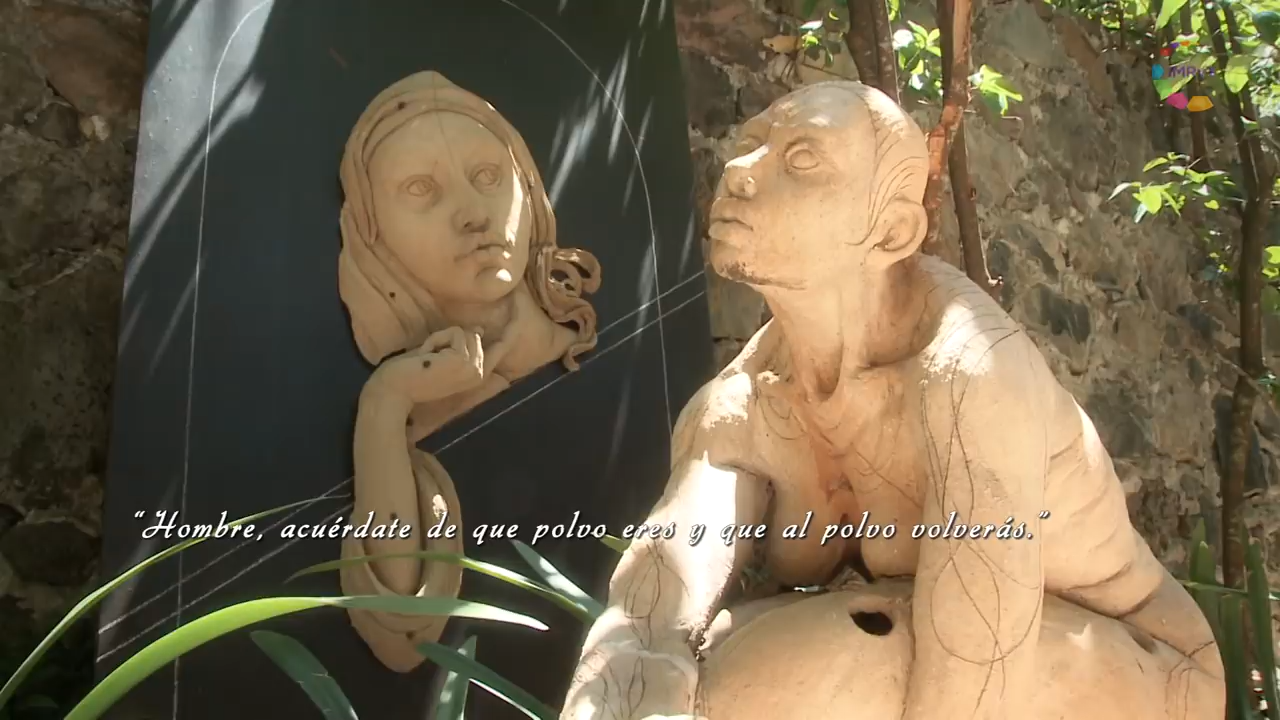 “Hombre, acuérdate de que polvo eres y que al polvo volverás.”